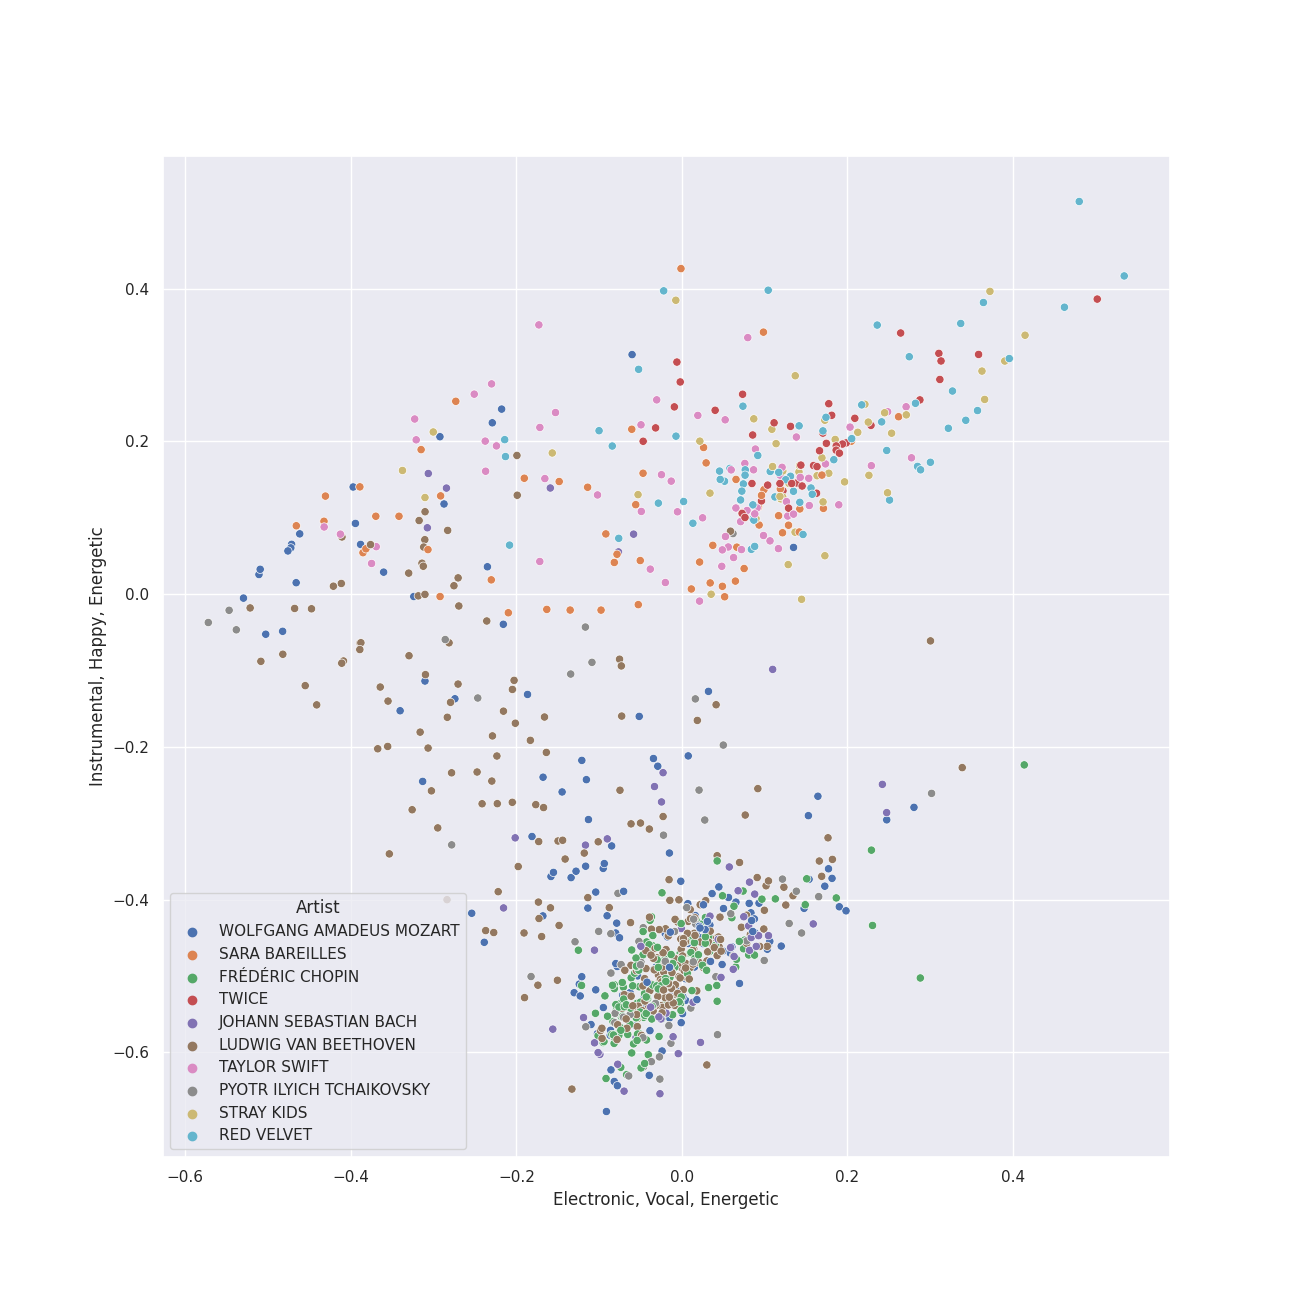 0.4
0.2
0.0
−0.2
−0.4
−0.6
Instrumental, Happy, Energetic
Artist
WOLFGANG AMADEUS MOZART
SARA BAREILLES
FRÉDÉRIC CHOPIN
TWICE
JOHANN SEBASTIAN BACH
LUDWIG VAN BEETHOVEN
TAYLOR SWIFT
PYOTR ILYICH TCHAIKOVSKY
STRAY KIDS
RED VELVET
−0.6 −0.4 −0.2 0.0 0.2 0.4
Electronic, Vocal, Energetic